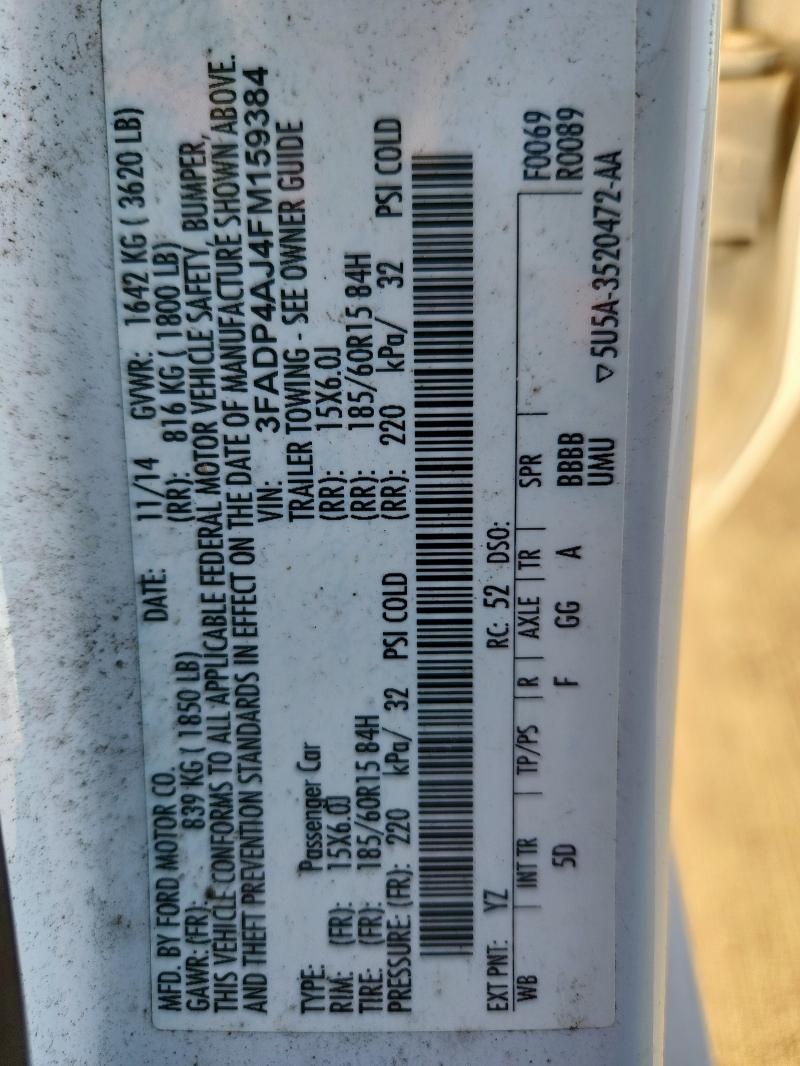 MFD. BY FORD MOTOR CO. DATE: 11/14 GVWR: 1642 KG ( 3620 LB)
GAWR: (FR): 839 KG ( 1850 LB) (RR): 816 KG ( 1800 LB)
THIS VEHICLE CONFORMS TO ALL APPLICABLE FEDERAL MOTOR VEHICLE SAFETY, BUMPER,
AND THEFT PREVENTION STANDARDS IN EFFECT ON THE DATE OF MANUFACTURE SHOWN ABOVE.
VIN: 3FADP4AJ4FM159384
TYPE: Passenger Car TRAILER TOWING - SEE OWNER GUIDE
RIM: (FR): 15X6.0J (RR): 15X6.0J
TIRE: (FR): 185/60R15 84H (RR): 185/60R15 84H
PRESSURE (FR): 220 kPa/ 32 PSI COLD (RR): 220 kPa/ 32 PSI COLD
EXT PNT: YZ RC: 52 DSO:
WB INT TR TP/PS R AXLE TR SPR F0069
5D F GG A BBBB R0089
UMU
▽5U5A-3520472-AA